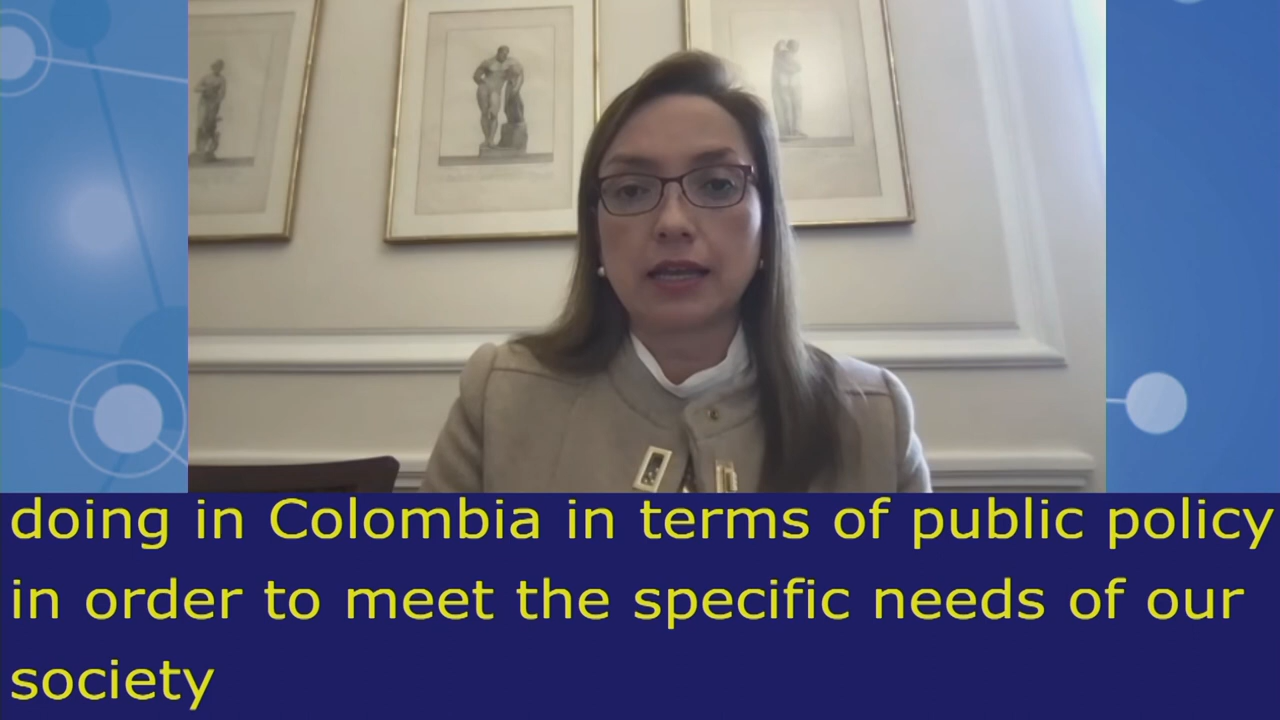 doing in Colombia in terms of public policy
in order to meet the specific needs of our
society